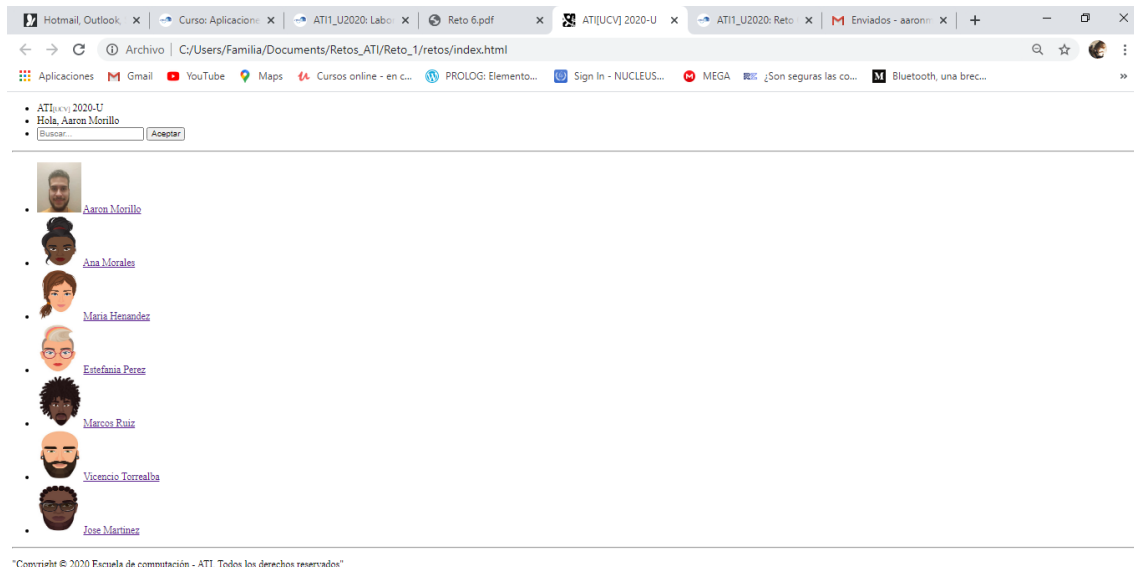 Hotmail, Outlook, Curso: Aplicacione ATI1_U2020: Labo Reto 6.pdf ATI[UCV] 2020-U ATI1_U2020: Reto Enviados - aaronm
Archivo C:/Users/Familia/Documents/Retos_ATI/Reto_1/retos/index.html
Aplicaciones Gmail YouTube Maps Cursos online - en c... PROLOG: Elemento... Sign In - NUCLEUS... MEGA ¿Son seguras las co... Bluetooth, una brec... »
ATI[UCV] 2020-U
Hola, Aaron Morillo
Buscar... Aceptar
Aaron Morillo
Ana Morales
Maria Henandez
Estefania Perez
Marcos Ruiz
Vicencio Torrealba
Jose Martinez
"Copyright © 2020 Escuela de computación - ATI. Todos los derechos reservados"